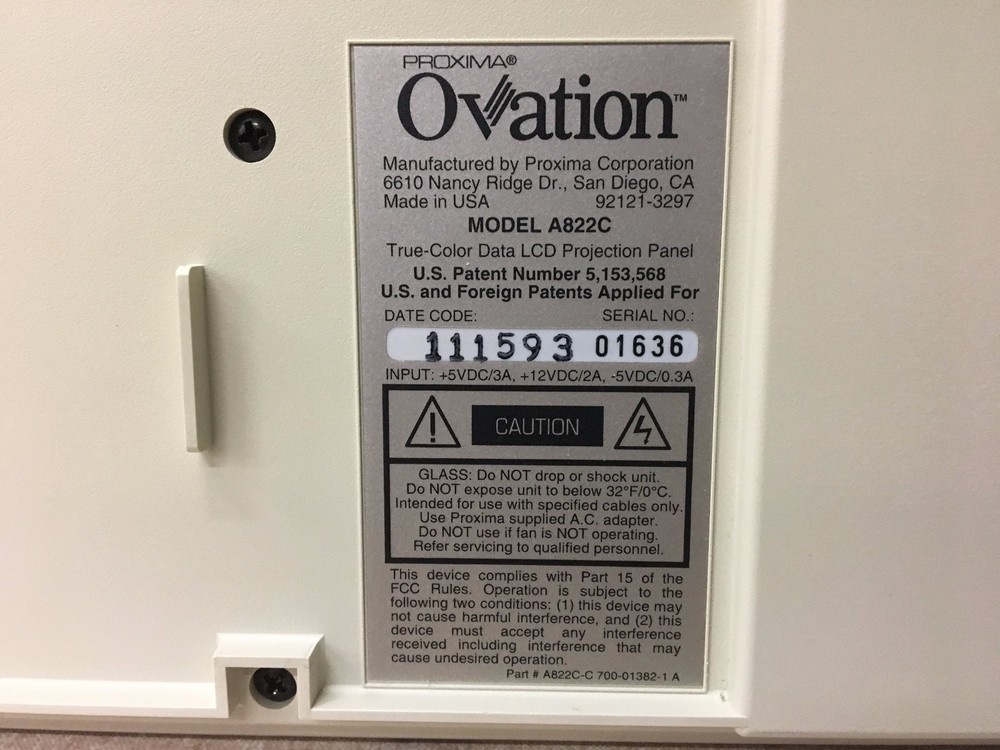 PROXIMA®
Ovation™
Manufactured by Proxima Corporation
6610 Nancy Ridge Dr., San Diego, CA
Made in USA 92121-3297
MODEL A822C
True-Color Data LCD Projection Panel
U.S. Patent Number 5,153,568
U.S. and Foreign Patents Applied For
DATE CODE: SERIAL NO.:
111593 01636
INPUT: +5VDC/3A, +12VDC/2A, -5VDC/0.3A
CAUTION
GLASS: Do NOT drop or shock unit.
Do NOT expose unit to below 32°F/0°C.
Intended for use with specified cables only.
Use Proxima supplied A.C. adapter.
Do NOT use if fan is NOT operating.
Refer servicing to qualified personnel.
This device complies with Part 15 of the
FCC Rules. Operation is subject to the
following two conditions: (1) this device may
not cause harmful interference, and (2) this
device must accept any interference
received including interference that may
cause undesired operation.
Part # A822C-C 700-01382-1 A